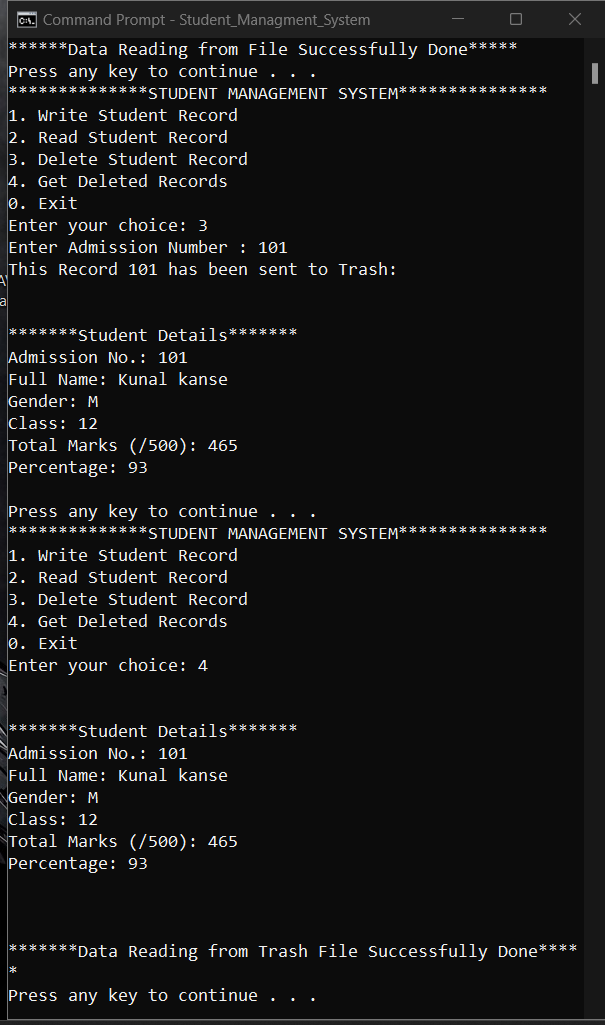 Command Prompt - Student_Managment_System
******Data Reading from File Successfully Done*****
Press any key to continue . . .
**************STUDENT MANAGEMENT SYSTEM***************
1. Write Student Record
2. Read Student Record
3. Delete Student Record
4. Get Deleted Records
0. Exit
Enter your choice: 3
Enter Admission Number : 101
This Record 101 has been sent to Trash:
*******Student Details*******
Admission No.: 101
Full Name: Kunal kanse
Gender: M
Class: 12
Total Marks (/500): 465
Percentage: 93
Press any key to continue . . .
**************STUDENT MANAGEMENT SYSTEM***************
1. Write Student Record
2. Read Student Record
3. Delete Student Record
4. Get Deleted Records
0. Exit
Enter your choice: 4
*******Student Details*******
Admission No.: 101
Full Name: Kunal kanse
Gender: M
Class: 12
Total Marks (/500): 465
Percentage: 93
*******Data Reading from Trash File Successfully Done****
*
Press any key to continue . . .